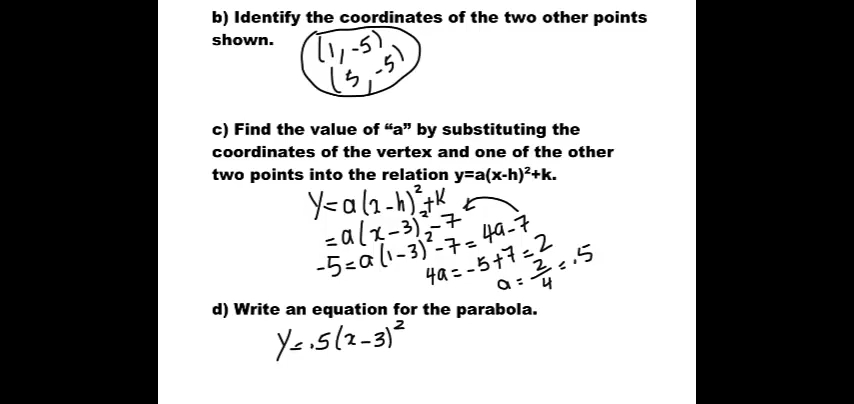 b) Identify the coordinates of the two other points
shown.
(1, -5)
(5, -5)
c) Find the value of “a” by substituting the
coordinates of the vertex and one of the other
two points into the relation y=a(x-h)²+k.
y=a(x-h)²+k
=a(x-3)²-7
-5=a(1-3)²-7=4a-7
4a=-5+7=2
a=2/4=.5
d) Write an equation for the parabola.
y=.5(x-3)²